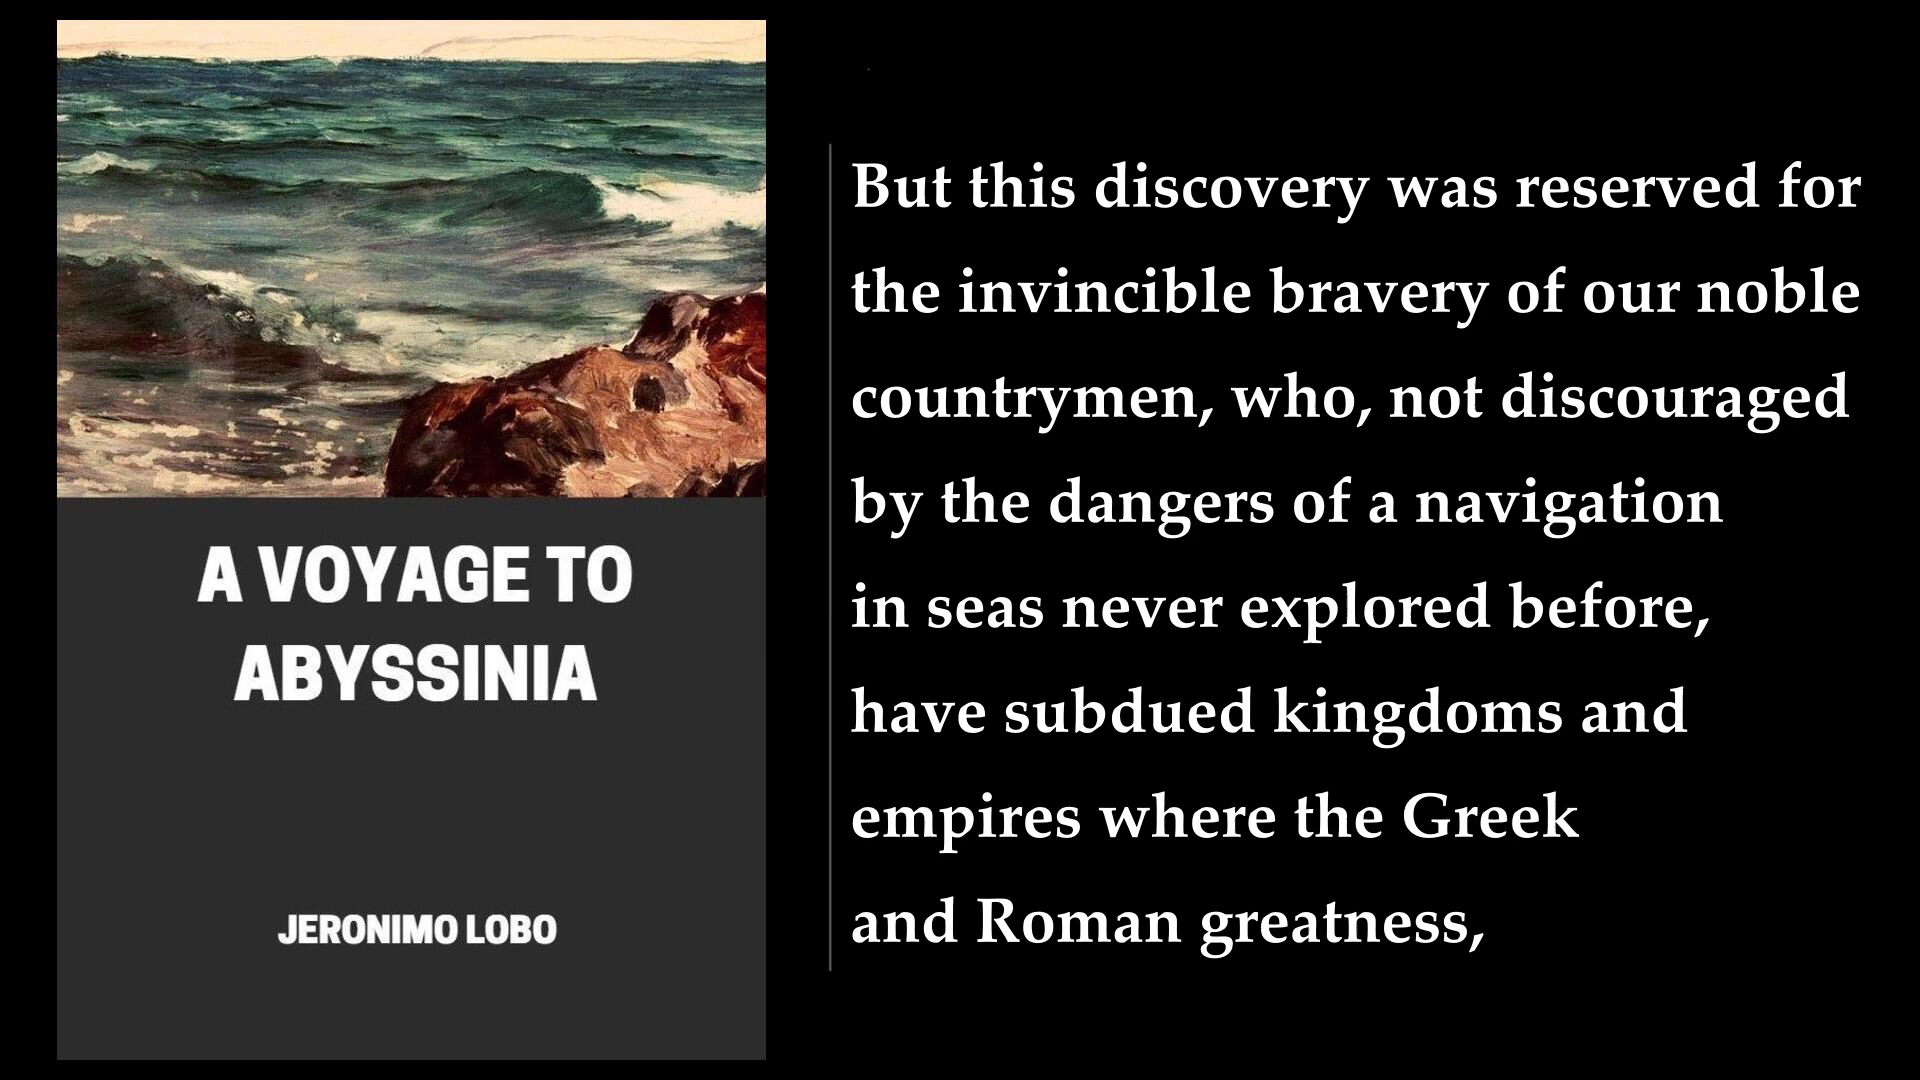 A VOYAGE TO
ABYSSINIA
JERONIMO LOBO
But this discovery was reserved for
the invincible bravery of our noble
countrymen, who, not discouraged
by the dangers of a navigation
in seas never explored before,
have subdued kingdoms and
empires where the Greek
and Roman greatness,